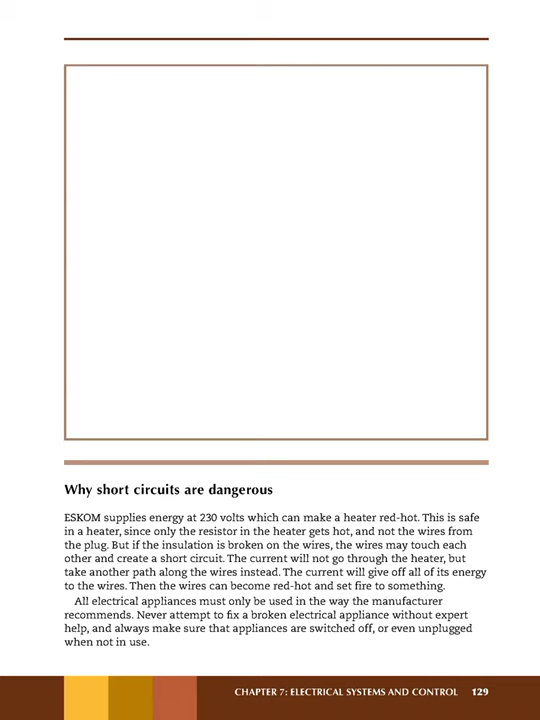 Why short circuits are dangerous
ESKOM supplies energy at 230 volts which can make a heater red-hot. This is safe
in a heater, since only the resistor in the heater gets hot, and not the wires from
the plug. But if the insulation is broken on the wires, the wires may touch each
other and create a short circuit. The current will not go through the heater, but
take another path along the wires instead. The current will give off all of its energy
to the wires. Then the wires can become red-hot and set fire to something.
All electrical appliances must only be used in the way the manufacturer
recommends. Never attempt to fix a broken electrical appliance without expert
help, and always make sure that appliances are switched off, or even unplugged
when not in use.
CHAPTER 7: ELECTRICAL SYSTEMS AND CONTROL 129